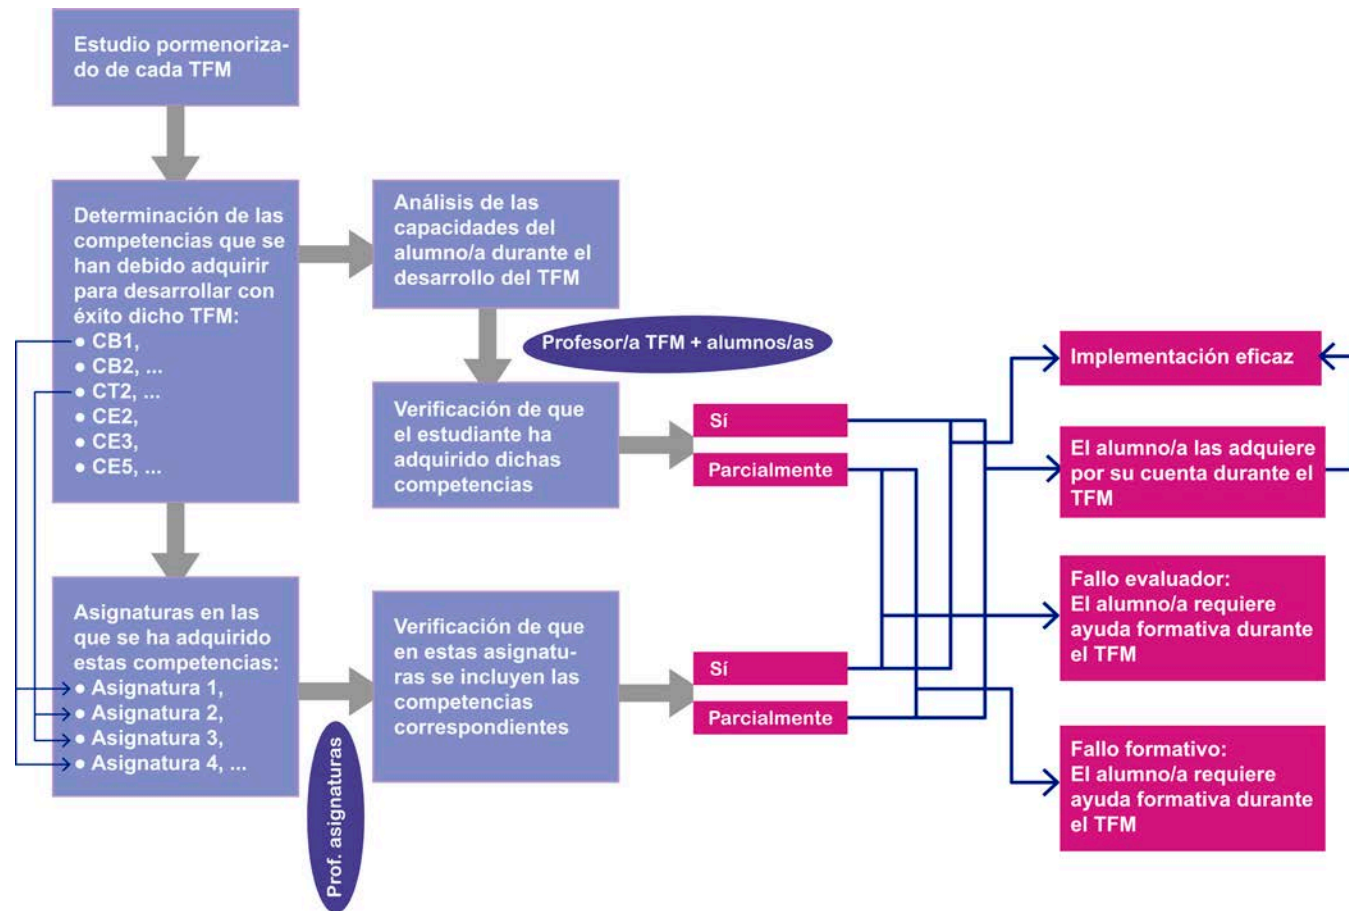 Estudio pormenoriza-
do de cada TFM
Determinación de las
competencias que se
han debido adquirir
para desarrollar con
éxito dicho TFM:
● CB1,
● CB2, ...
● CT2, ...
● CE2,
● CE3,
● CE5, ...
Análisis de las
capacidades del
alumno/a durante el
desarrollo del TFM
Profesor/a TFM + alumnos/as
Verificación de que
el estudiante ha
adquirido dichas
competencias
Sí
Parcialmente
Asignaturas en las
que se ha adquirido
estas competencias:
● Asignatura 1,
● Asignatura 2,
● Asignatura 3,
● Asignatura 4, ...
Prof. asignaturas
Verificación de que
en estas asignatu-
ras se incluyen las
competencias
correspondientes
Sí
Parcialmente
Implementación eficaz
El alumno/a las adquiere
por su cuenta durante el
TFM
Fallo evaluador:
El alumno/a requiere
ayuda formativa durante
el TFM
Fallo formativo:
El alumno/a requiere
ayuda formativa durante
el TFM